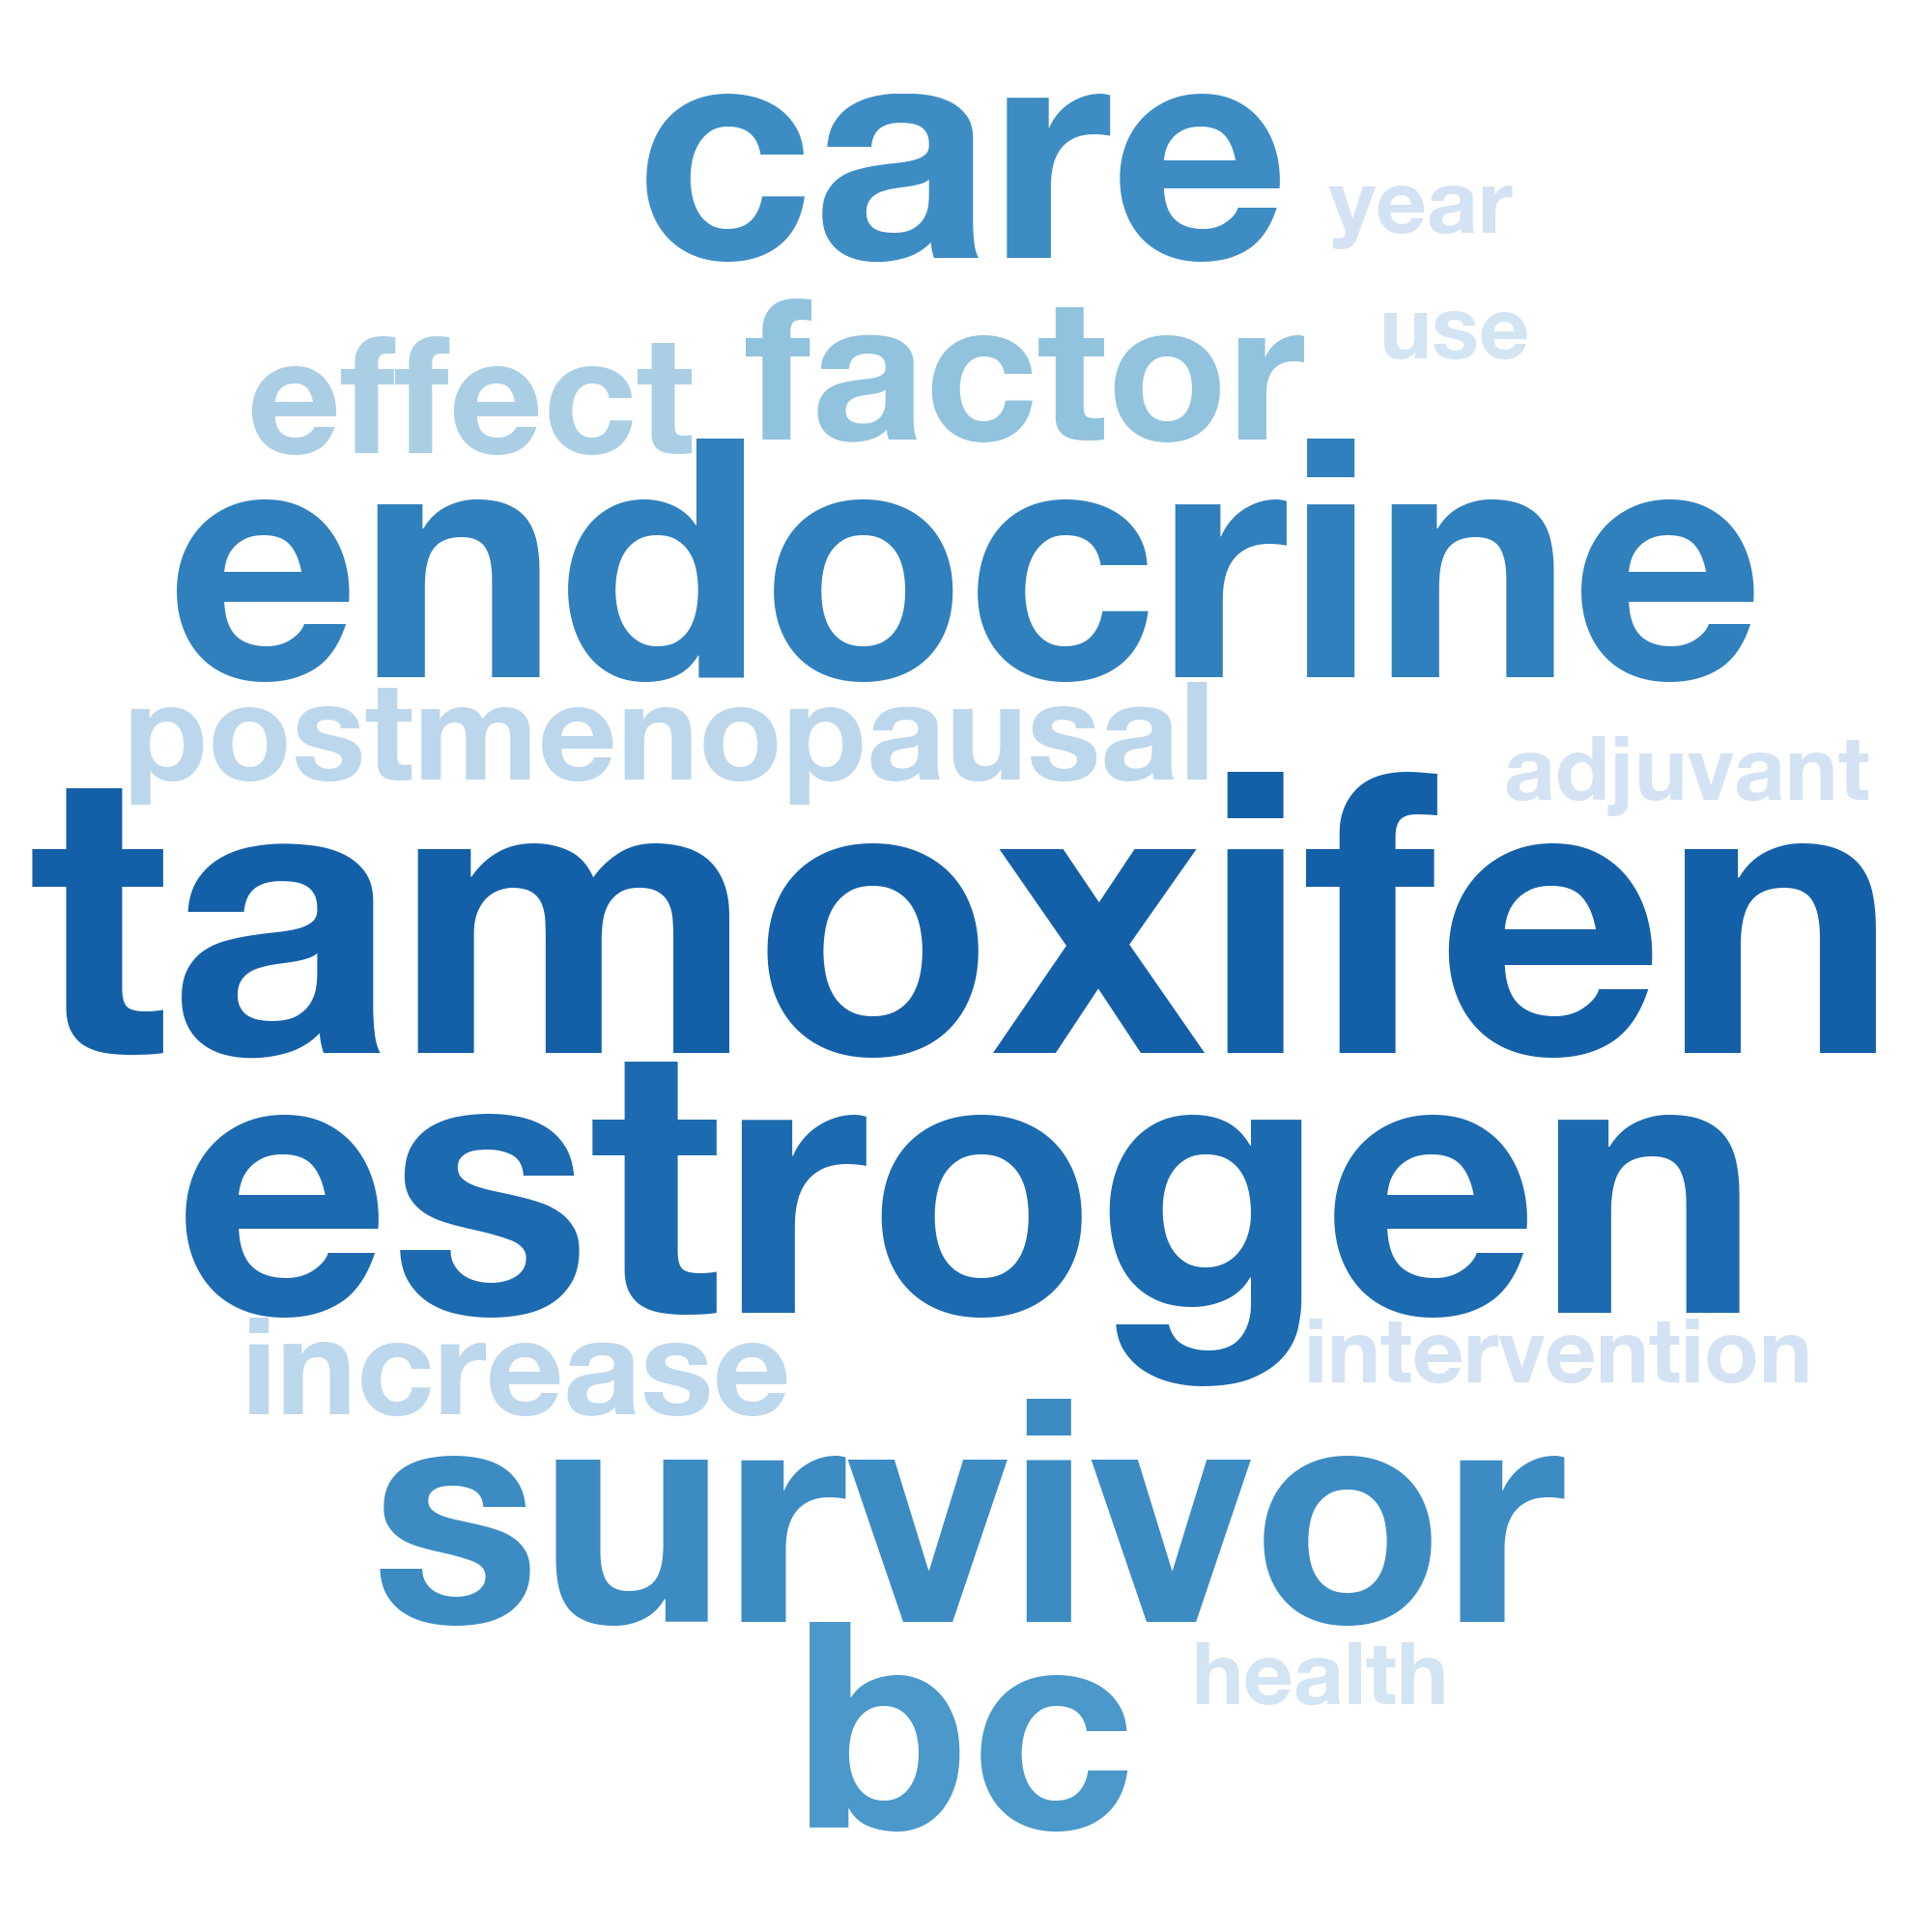 care
year
use
effect factor
endocrine
postmenopausal
adjuvant
tamoxifen
estrogen
increase
intervention
survivor
bc
health